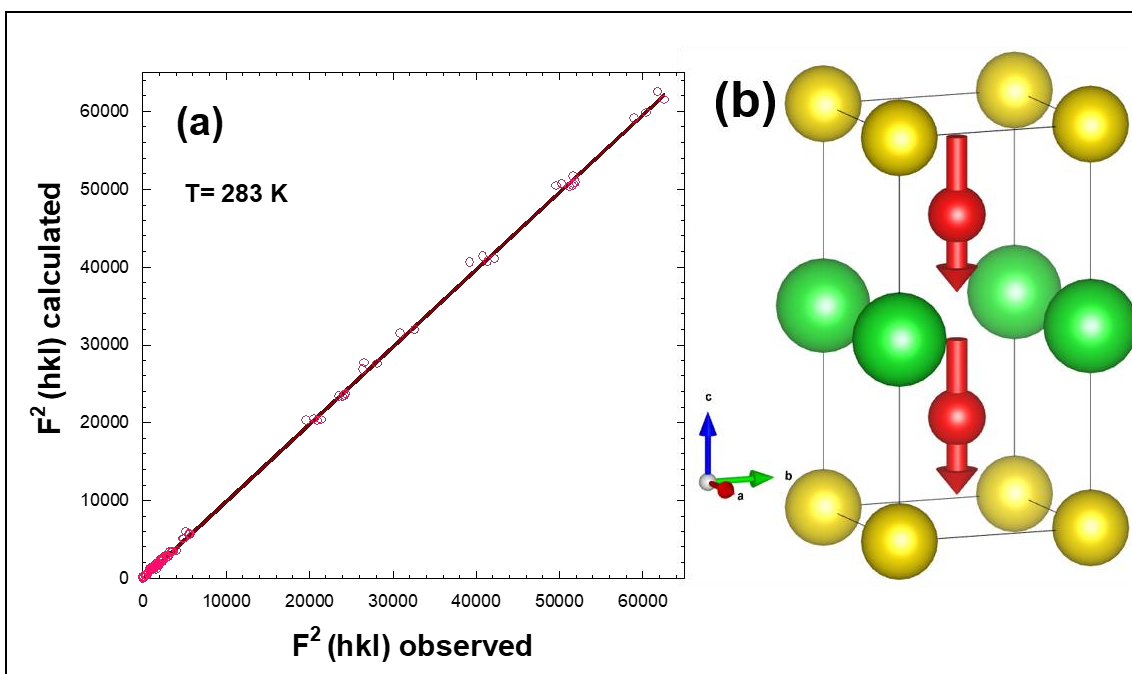 (a)
T= 283 K
60000
50000
40000
30000
20000
10000
0
0 10000 20000 30000 40000 50000 60000
F² (hkl) calculated
F² (hkl) observed
(b)
c
b
a